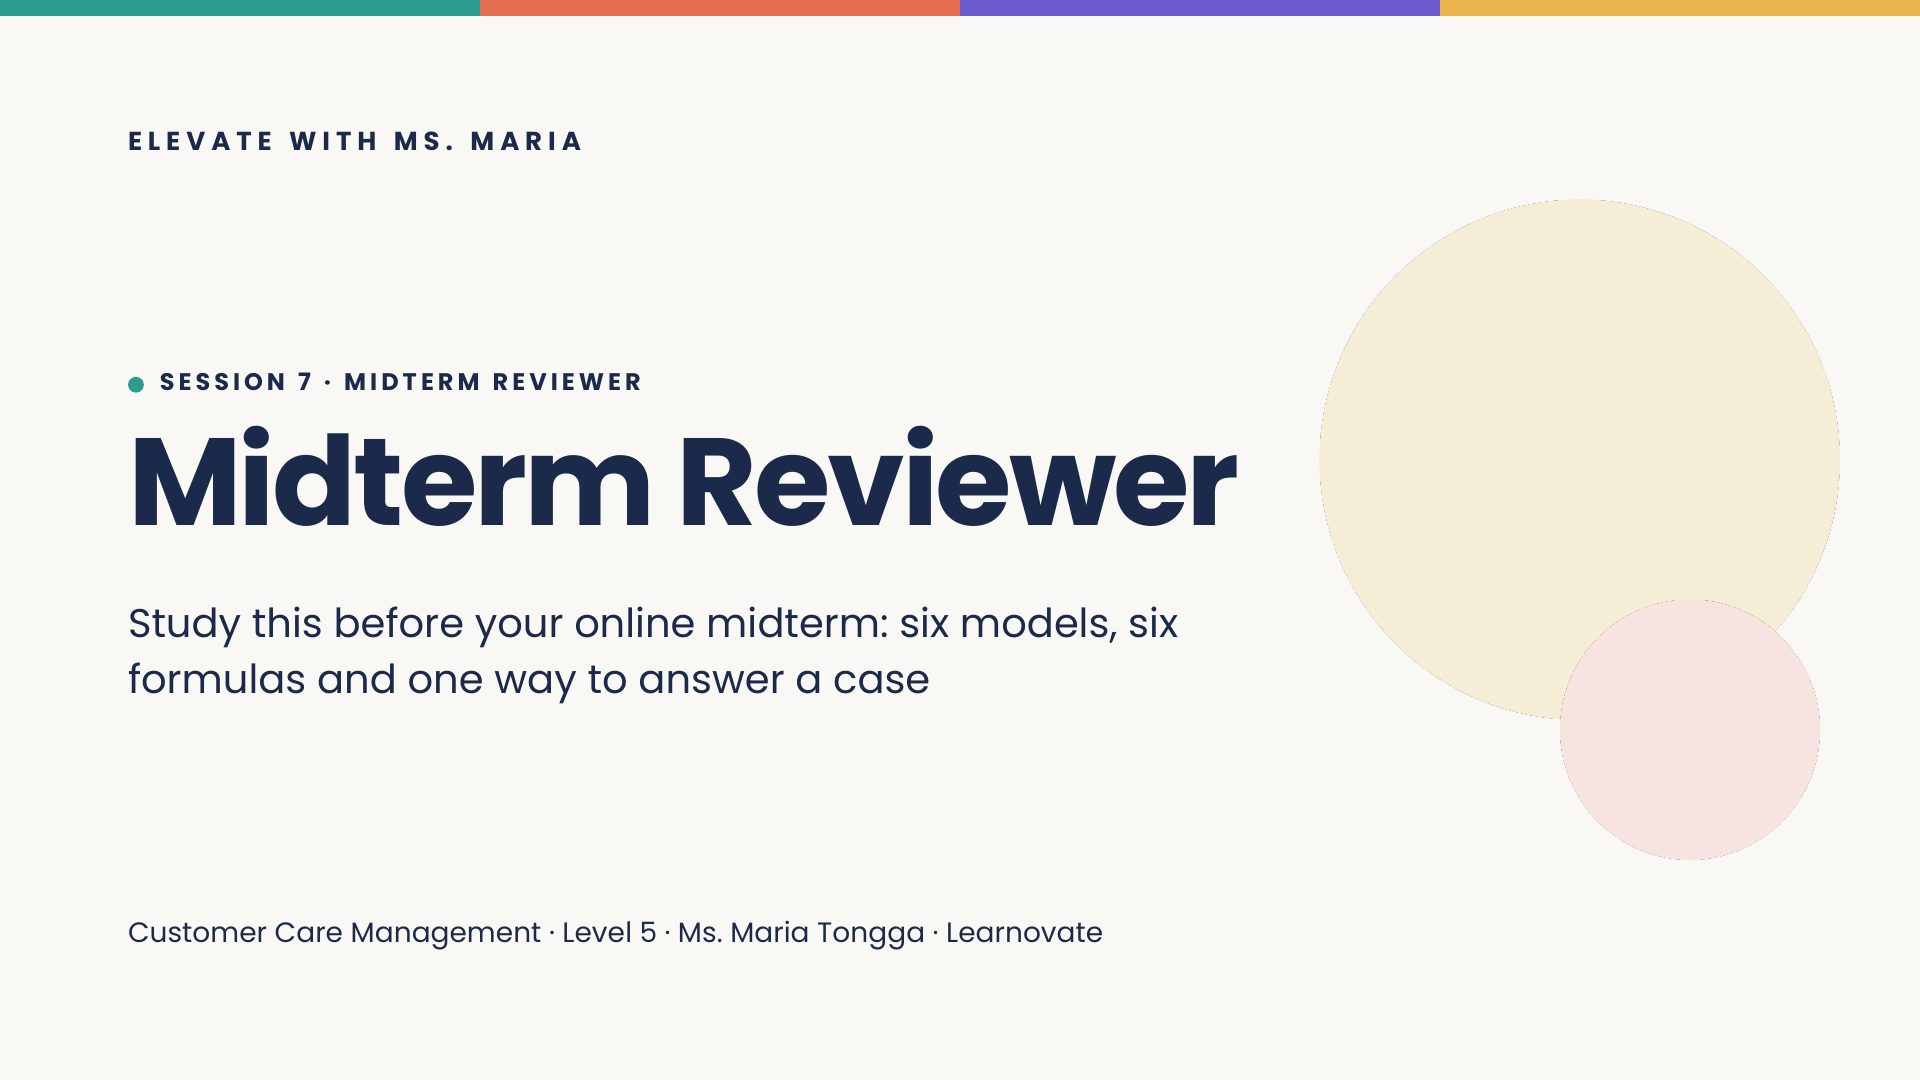 ELEVATE WITH MS. MARIA
SESSION 7 · MIDTERM REVIEWER
Midterm Reviewer
Study this before your online midterm: six models, six
formulas and one way to answer a case
Customer Care Management · Level 5 · Ms. Maria Tongga · Learnovate